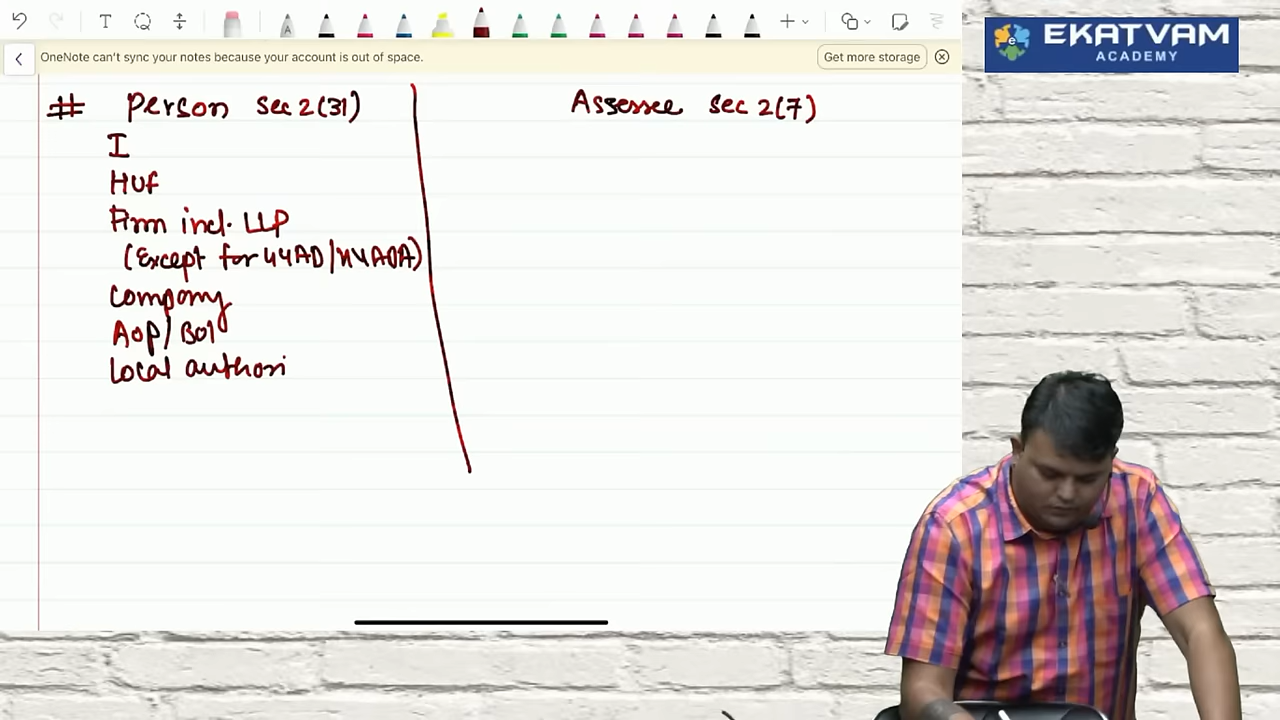 OneNote can't sync your notes because your account is out of space.
Get more storage
EKATVAM
ACADEMY
# Person Sec 2(31)
I
HUF
Firm incl. LLP
(Except for 44AD/44ADA)
Company
AOP/ BOI
Local authori
Assessee Sec 2(7)